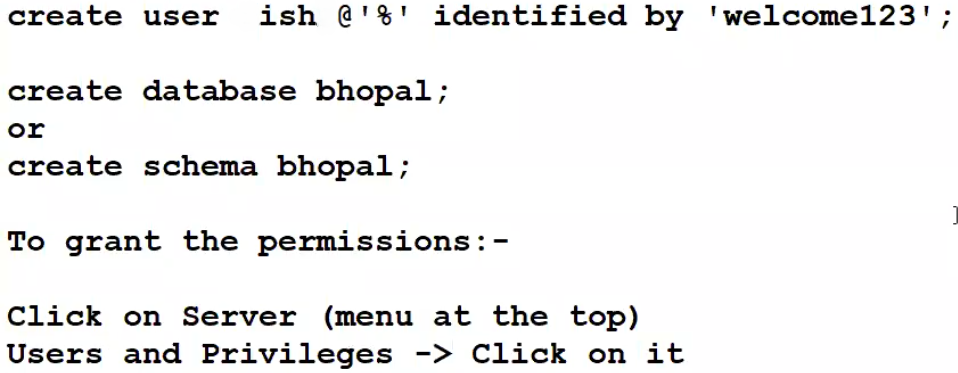 create user  ish @'%' identified by 'welcome123';
create database bhopal;
or
create schema bhopal;
To grant the permissions:-
Click on Server (menu at the top)
Users and Privileges -> Click on it